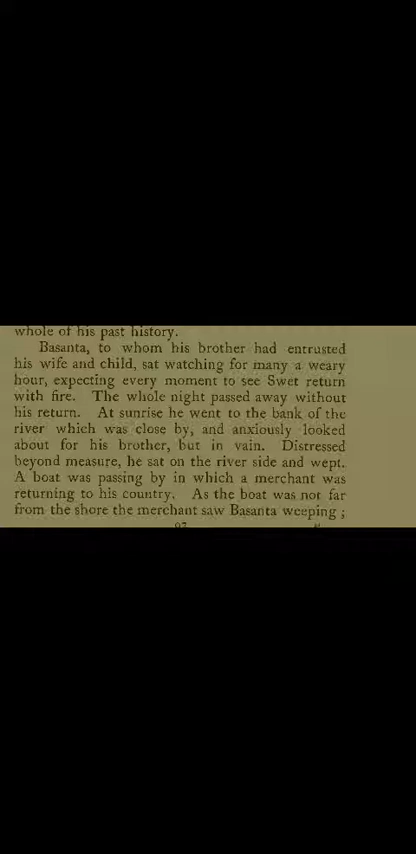 whole of his past history.
Basanta, to whom his brother had entrusted
his wife and child, sat watching for many a weary
hour, expecting every moment to see Swet return
with fire. The whole night passed away without
his return. At sunrise he went to the bank of the
river which was close by, and anxiously looked
about for his brother, but in vain. Distressed
beyond measure, he sat on the river side and wept.
A boat was passing by in which a merchant was
returning to his country. As the boat was not far
from the shore the merchant saw Basanta weeping ;